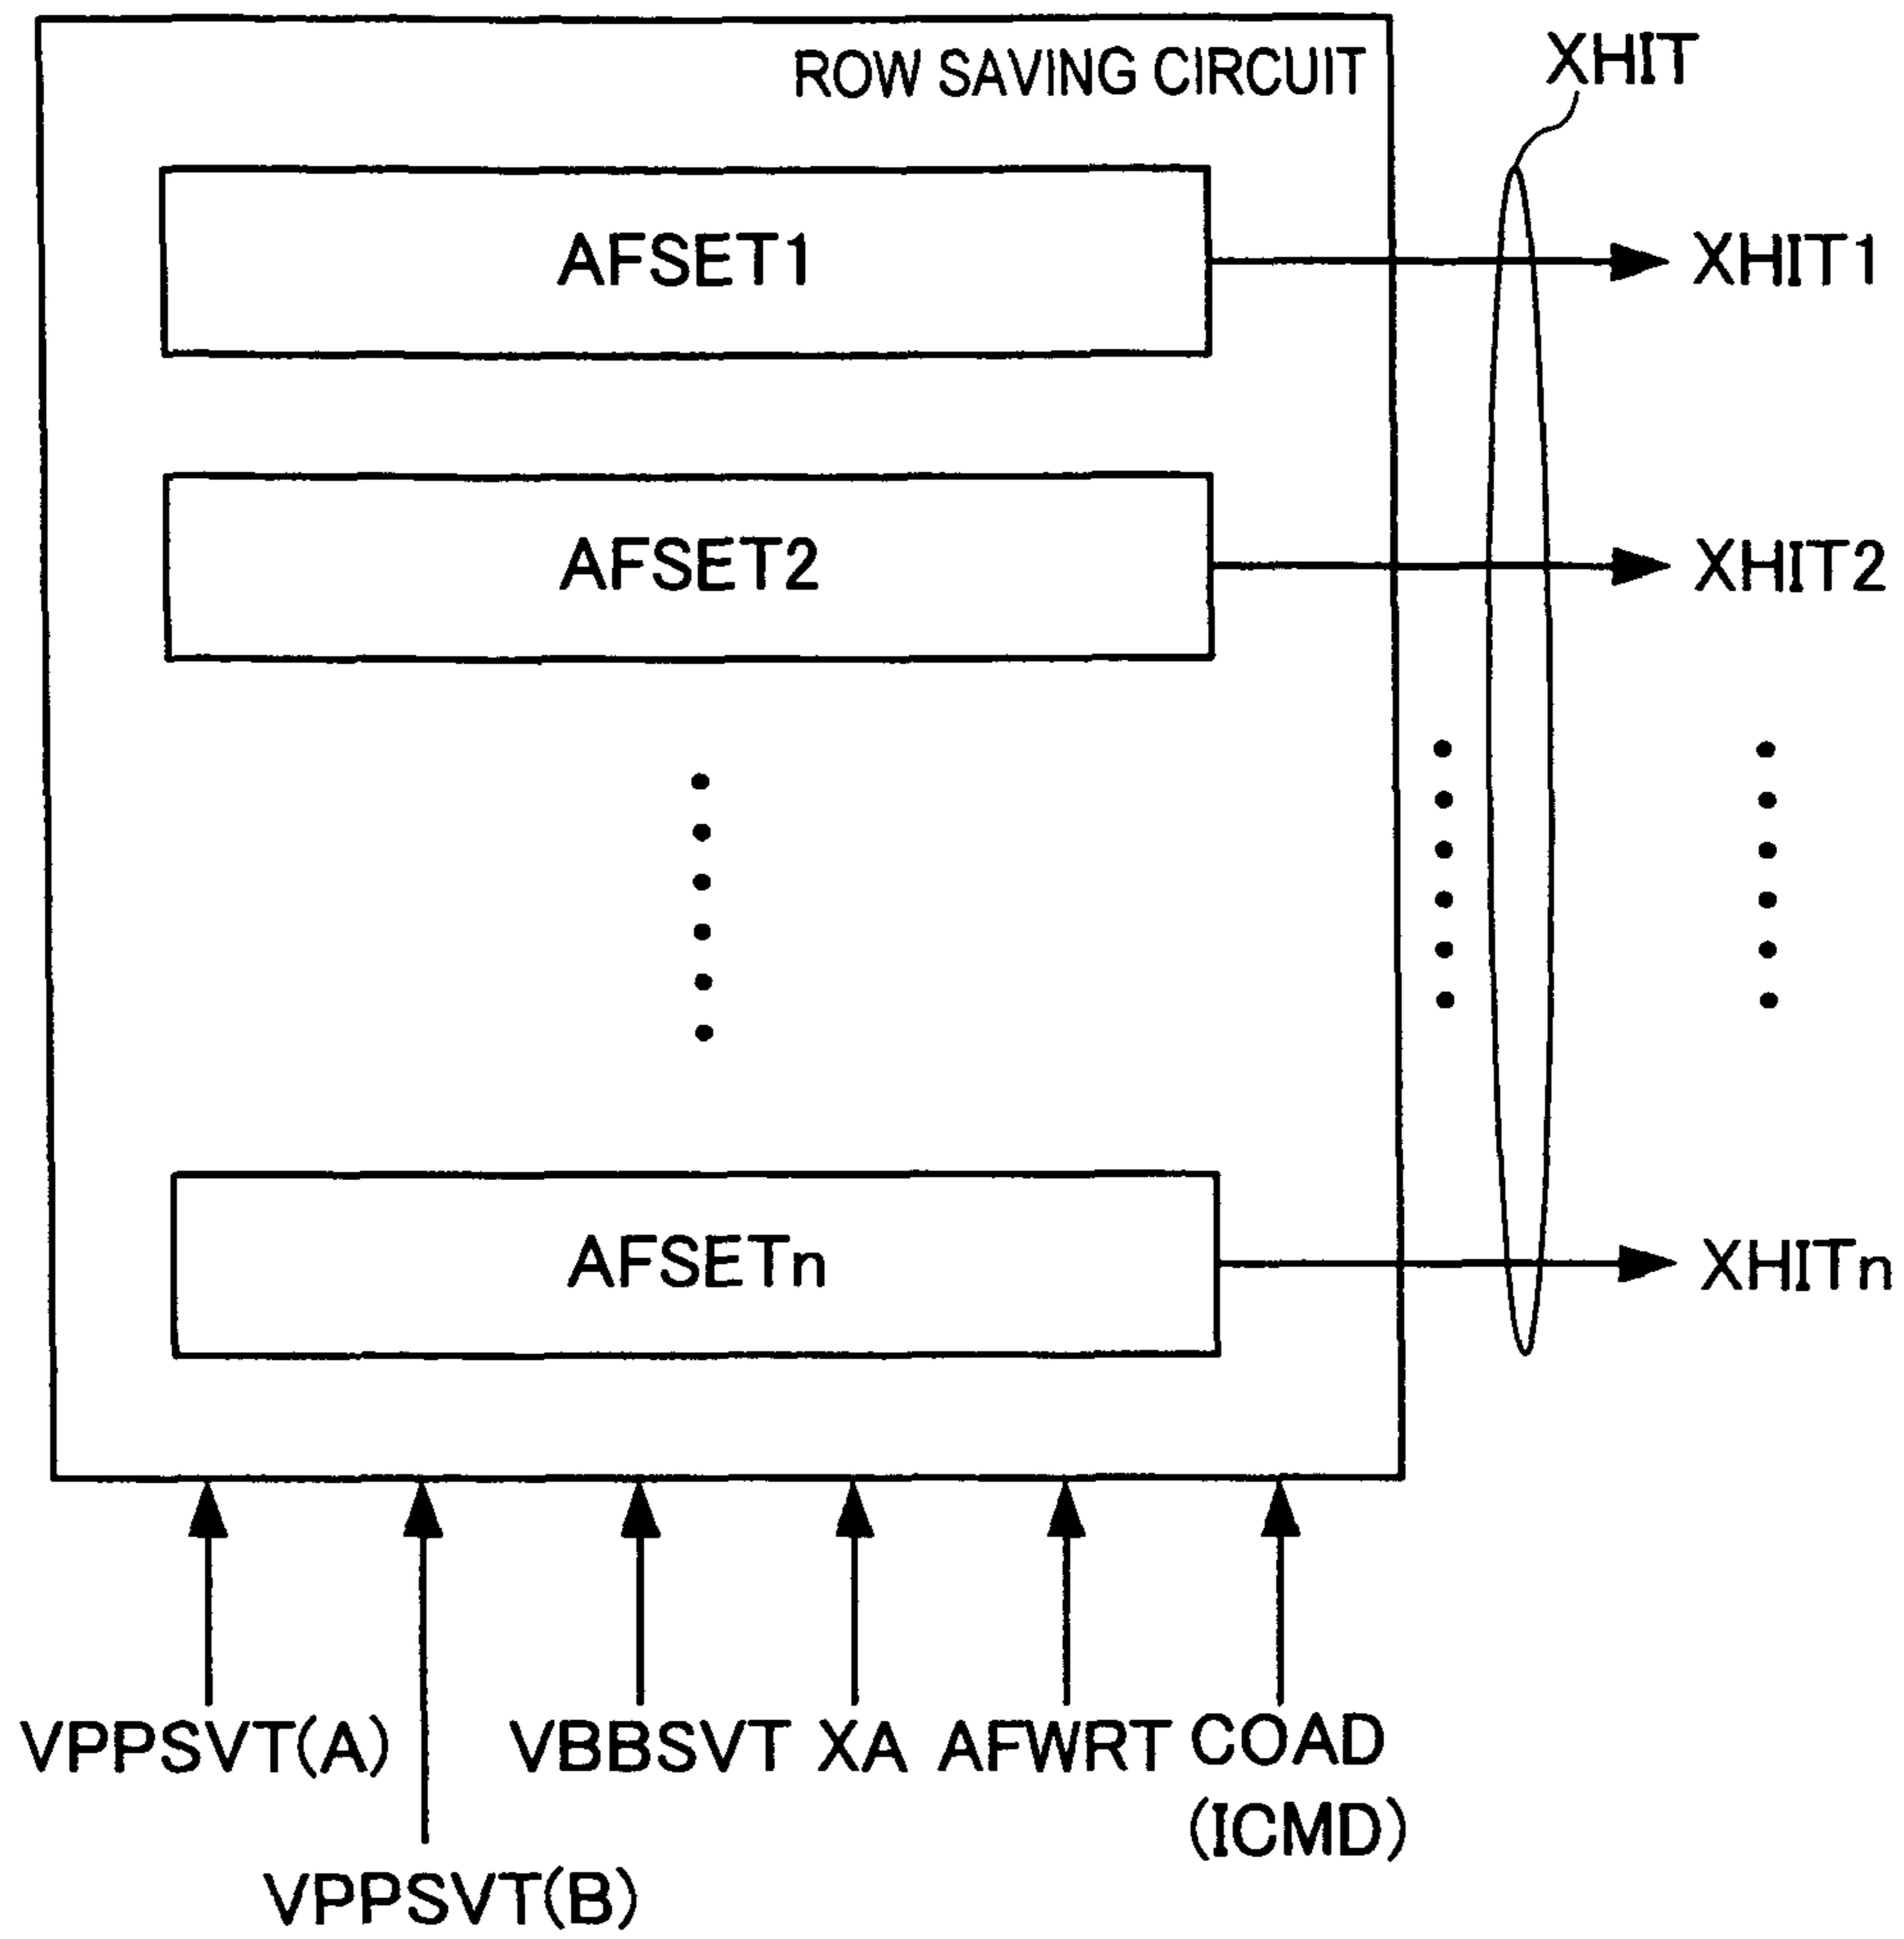 ROW SAVING CIRCUIT
XHIT
AFSET1
XHIT1
AFSET2
XHIT2
AFSETn
XHITn
VPPSVT(A)
VBBSVT
XA
AFWRT
COAD
(ICMD)
VPPSVT(B)